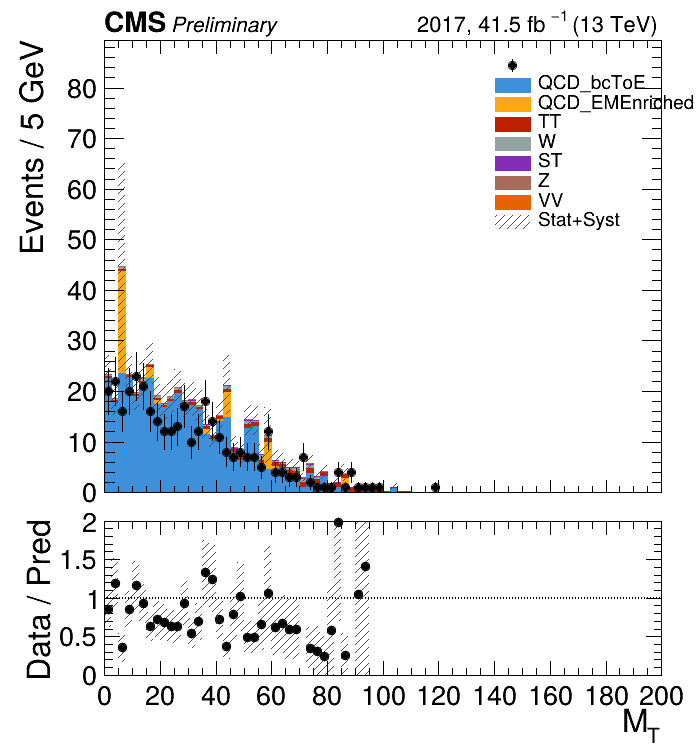 CMS Preliminary 2017, 41.5 fb⁻¹ (13 TeV)
Events / 5 GeV
80
70
60
50
40
30
20
10
0
QCD_bcToE
QCD_EMEnriched
TT
W
ST
Z
VV
Stat+Syst
Data / Pred
2
1.5
1
0.5
0
0 20 40 60 80 100 120 140 160 180 200
M_T